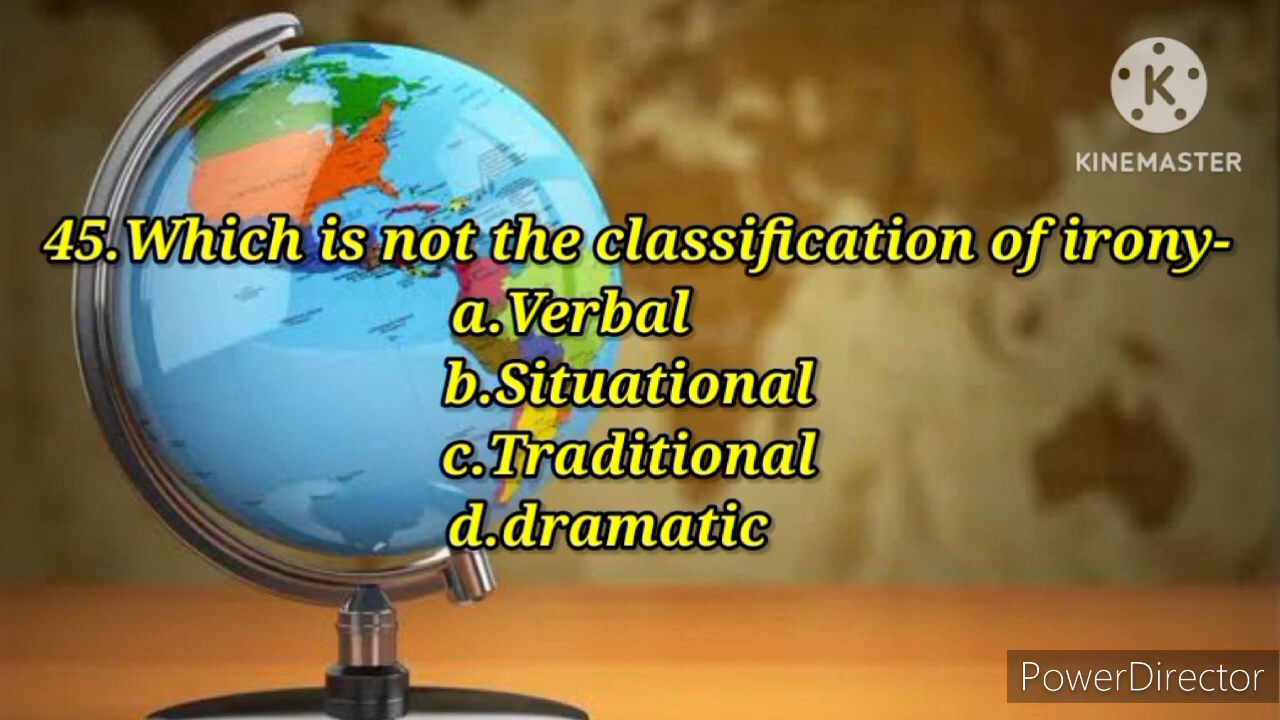 KINEMASTER
45.Which is not the classification of irony-
a.Verbal
b.Situational
c.Traditional
d.dramatic
PowerDirector